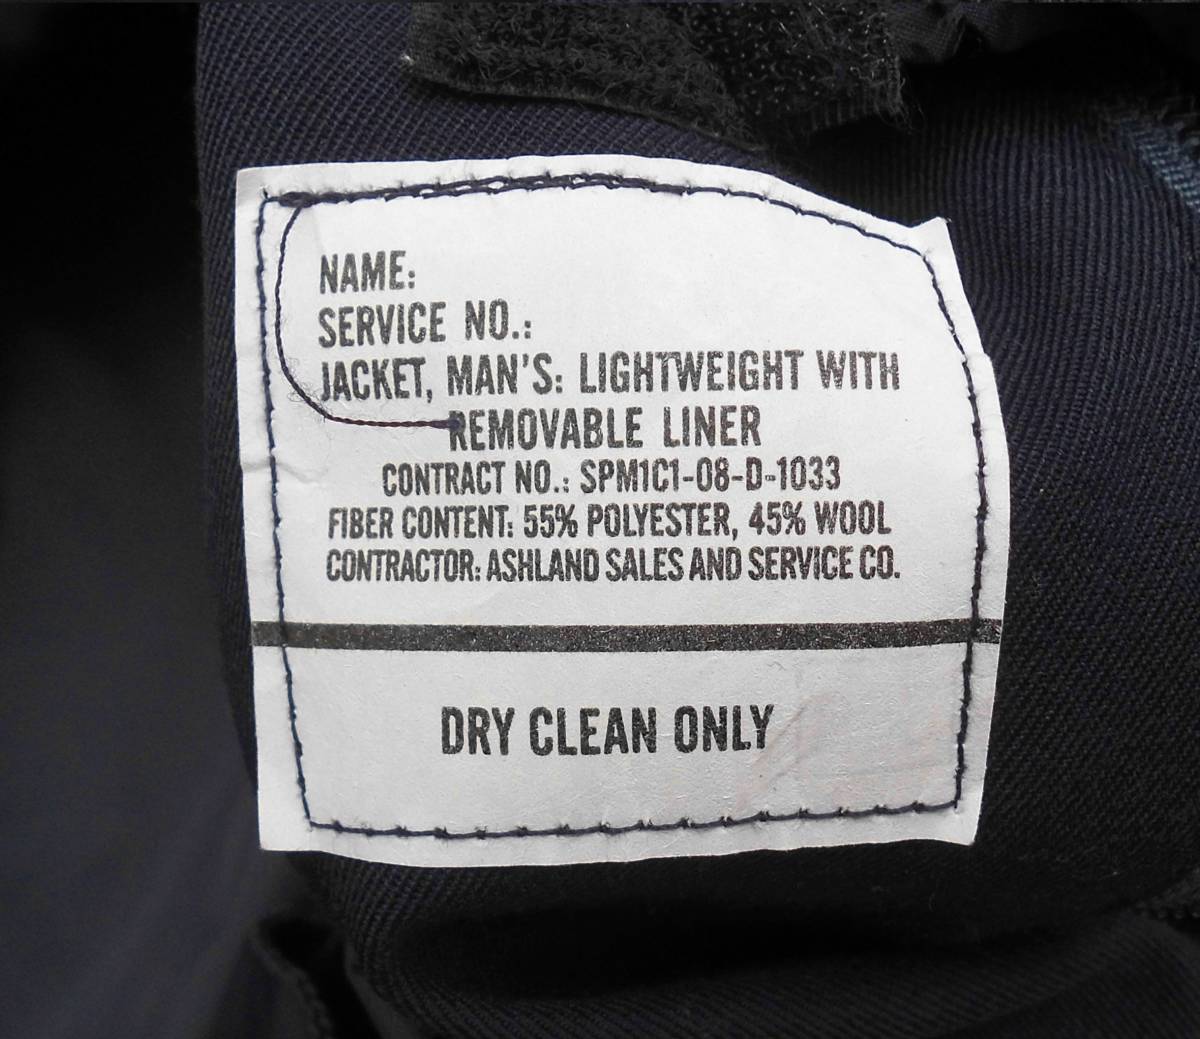 NAME:
SERVICE NO.:
JACKET, MAN'S: LIGHTWEIGHT WITH
REMOVABLE LINER
CONTRACT NO.: SPM1C1-08-D-1033
FIBER CONTENT: 55% POLYESTER, 45% WOOL
CONTRACTOR: ASHLAND SALES AND SERVICE CO.
DRY CLEAN ONLY